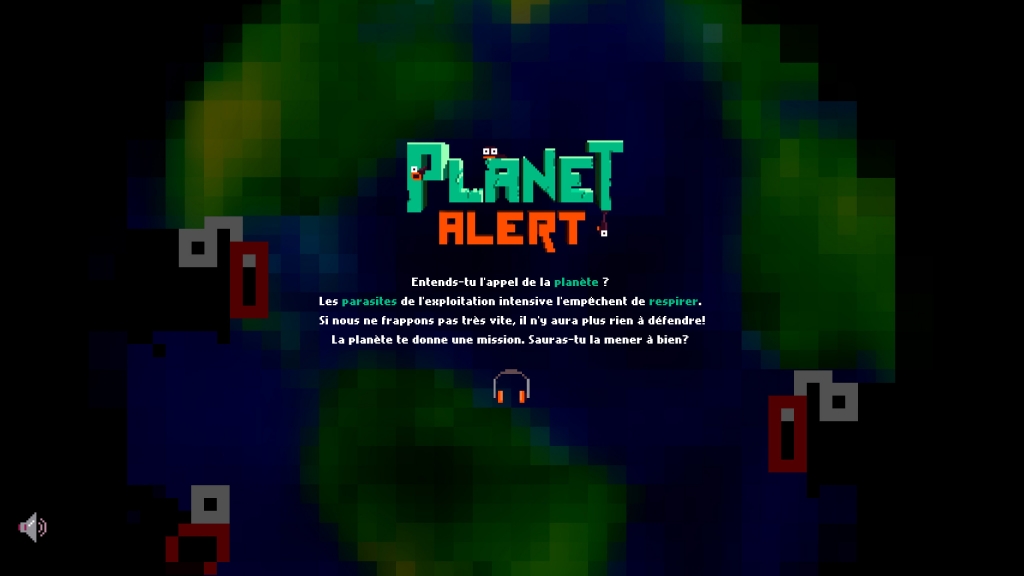 PLANET
ALERT
Entends-tu l'appel de la planète ?
Les parasites de l'exploitation intensive l'empêchent de respirer.
Si nous ne frappons pas très vite, il n'y aura plus rien à défendre!
La planète te donne une mission. Sauras-tu la mener à bien?